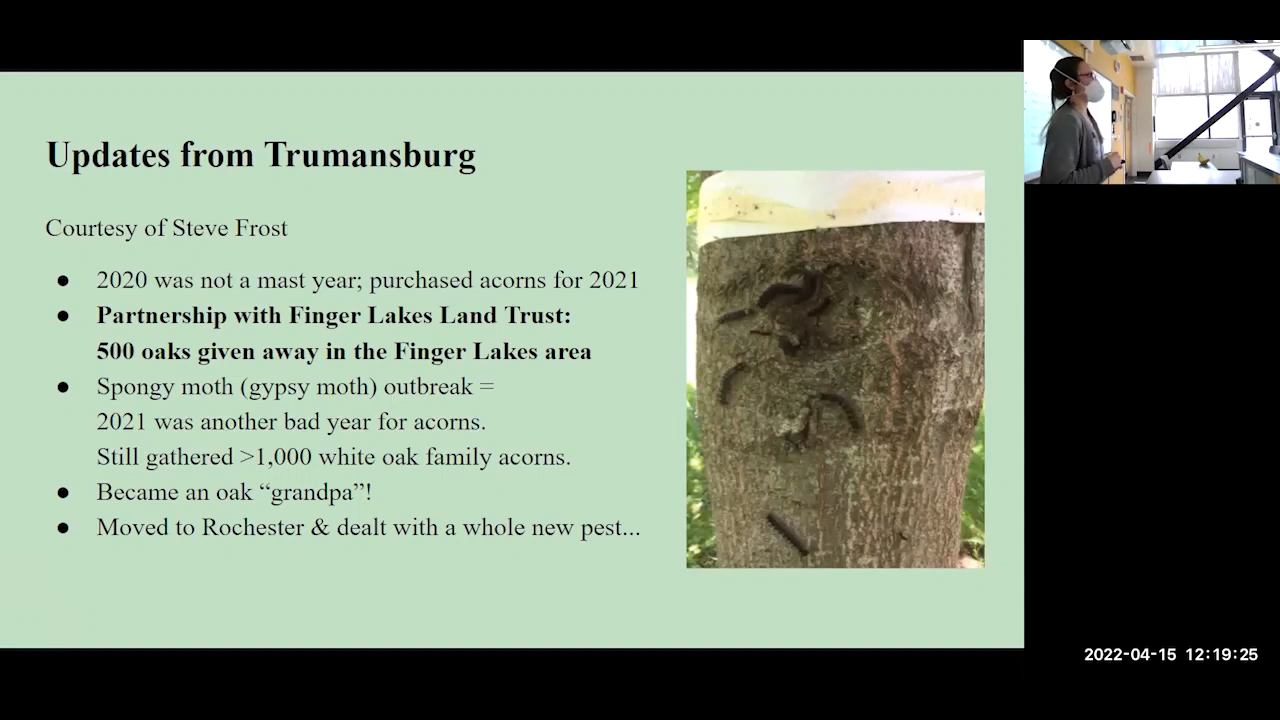 Updates from Trumansburg
Courtesy of Steve Frost
● 2020 was not a mast year; purchased acorns for 2021
● Partnership with Finger Lakes Land Trust:
500 oaks given away in the Finger Lakes area
● Spongy moth (gypsy moth) outbreak =
2021 was another bad year for acorns.
Still gathered >1,000 white oak family acorns.
● Became an oak “grandpa”!
● Moved to Rochester & dealt with a whole new pest...
2022-04-15 12:19:25